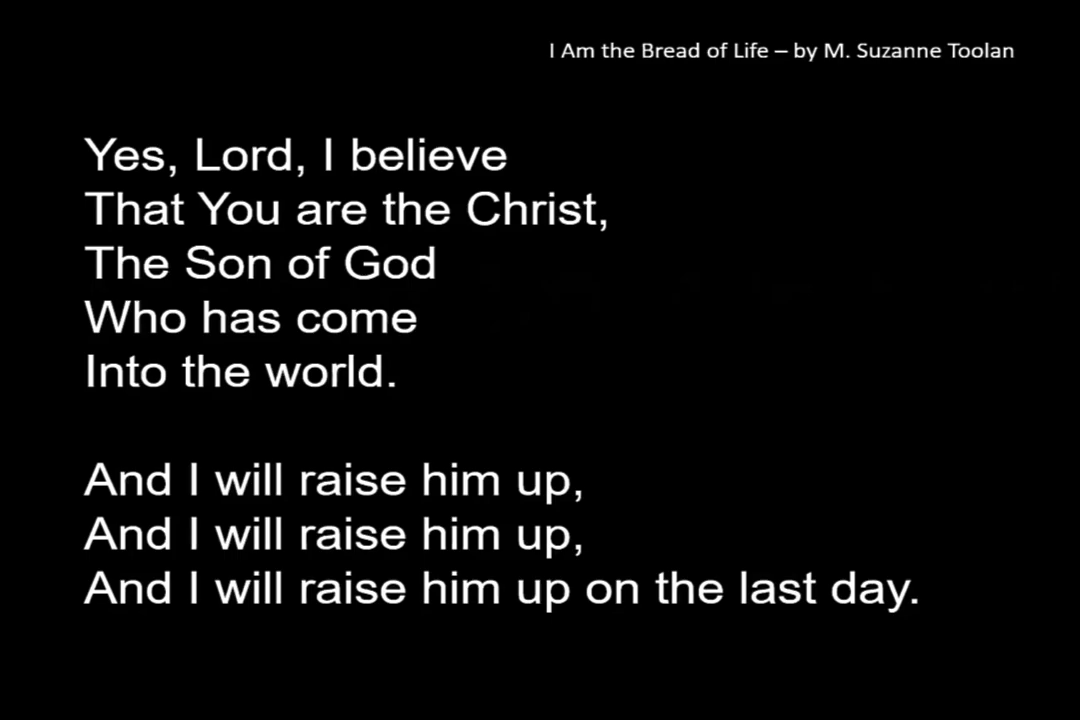 I Am the Bread of Life – by M. Suzanne Toolan
Yes, Lord, I believe
That You are the Christ,
The Son of God
Who has come
Into the world.
And I will raise him up,
And I will raise him up,
And I will raise him up on the last day.